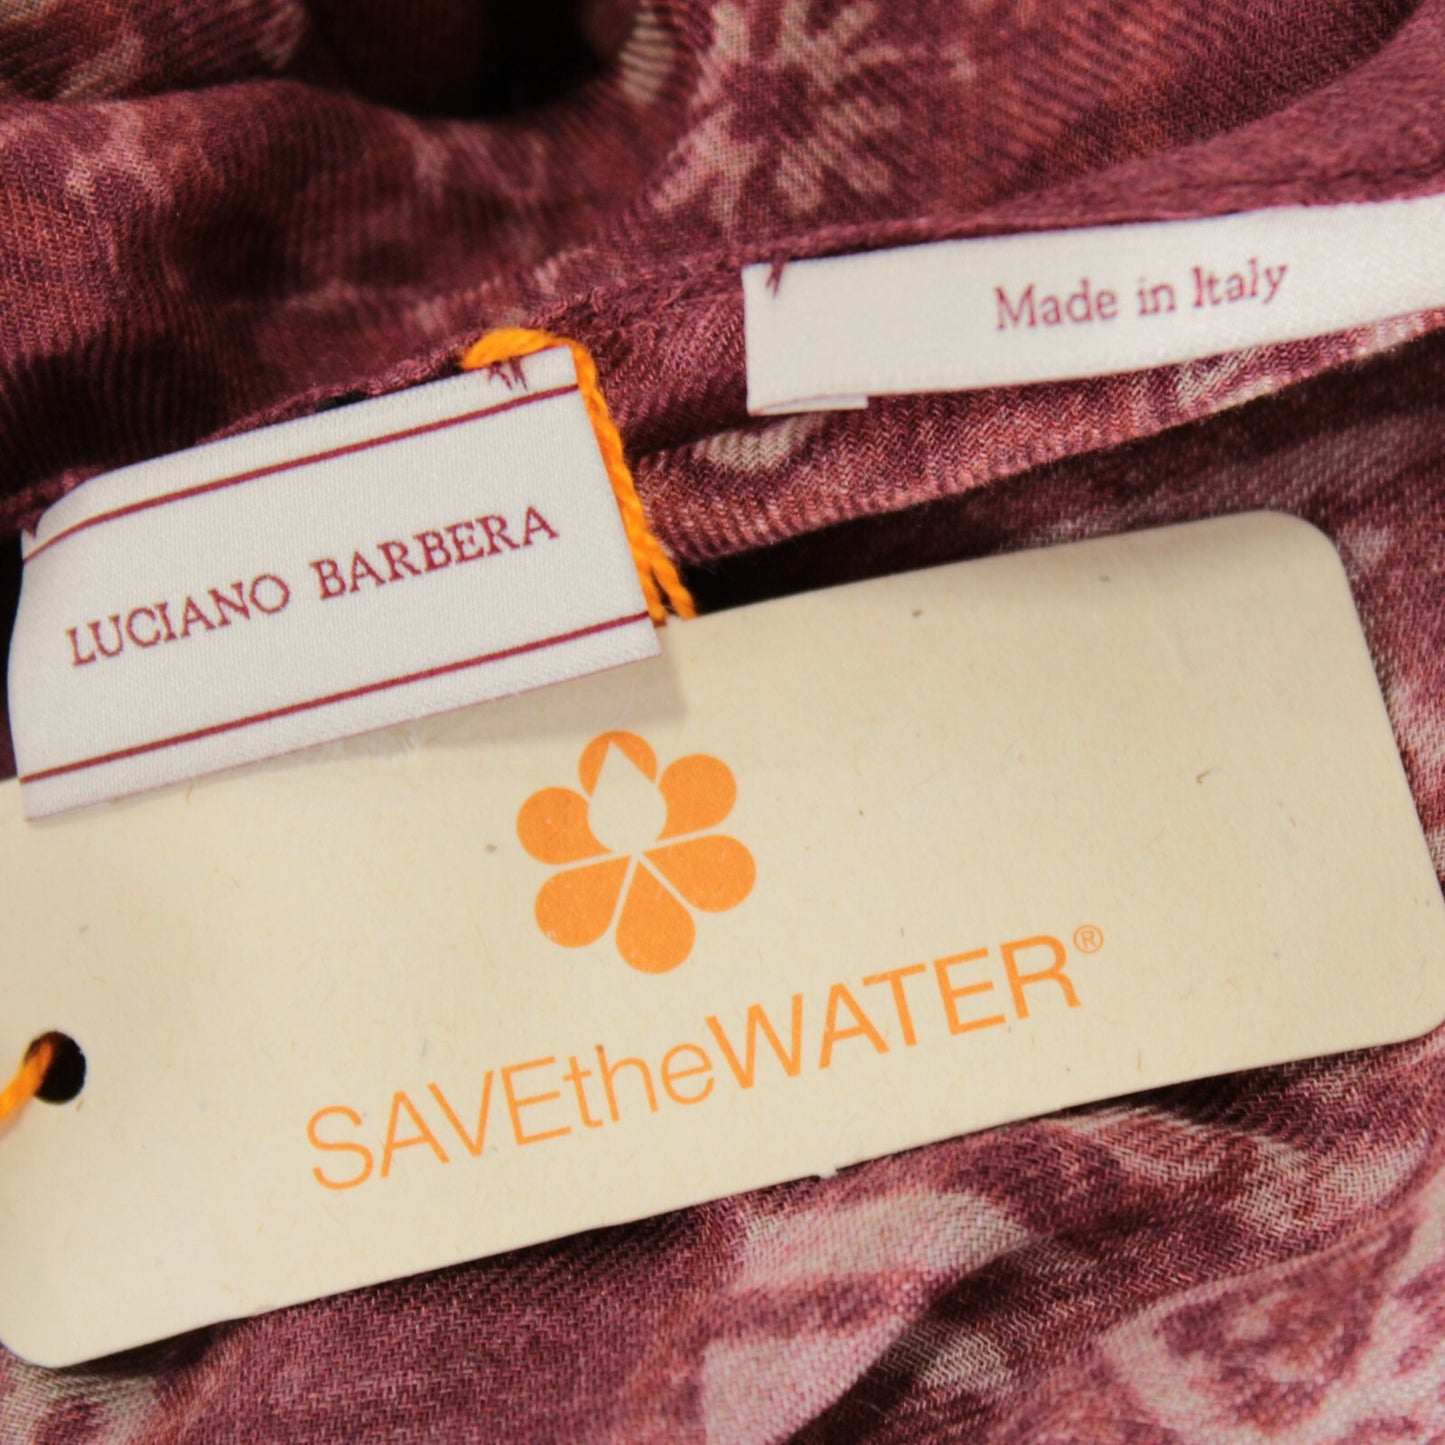 Made in Italy
LUCIANO BARBERA
SAVEtheWATER®